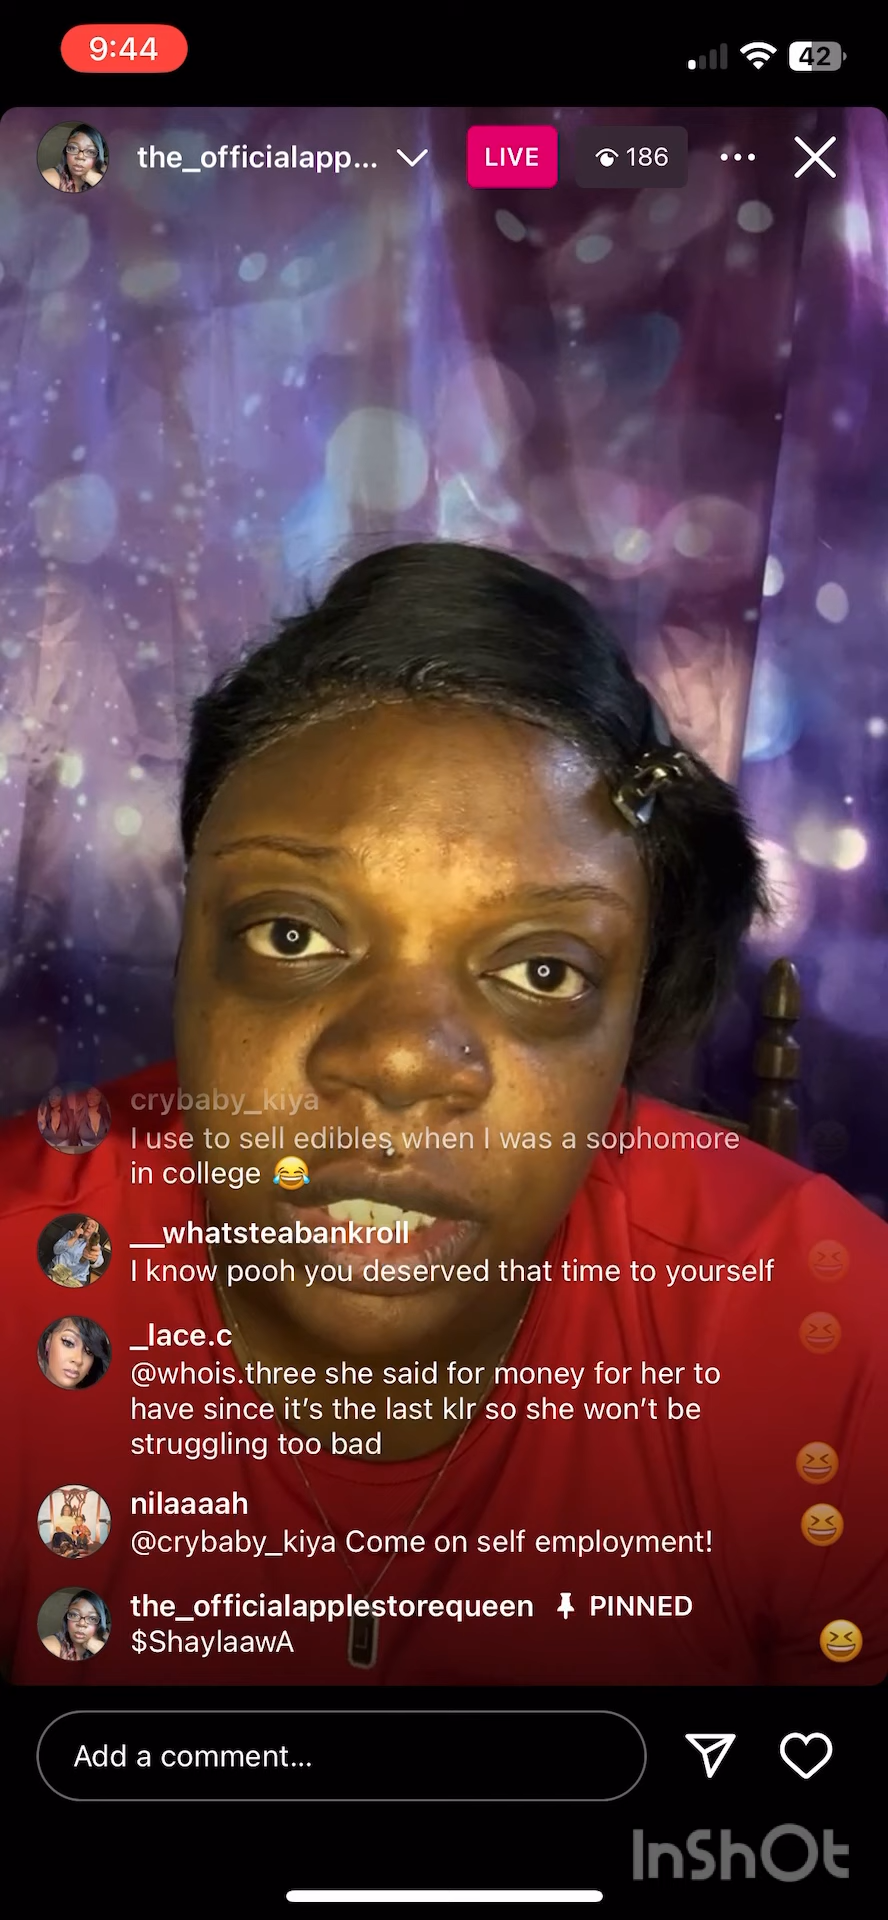 9:44
42
the_officialapp...
LIVE
186
crybaby_kiya
I use to sell edibles when I was a sophomore
in college 😂
__whatsteabankroll
I know pooh you deserved that time to yourself
_lace.c
@whois.three she said for money for her to
have since it’s the last klr so she won’t be
struggling too bad
nilaaaah
@crybaby_kiya Come on self employment!
the_officialapplestorequeen PINNED
$ShaylaawA
Add a comment...
InShOt